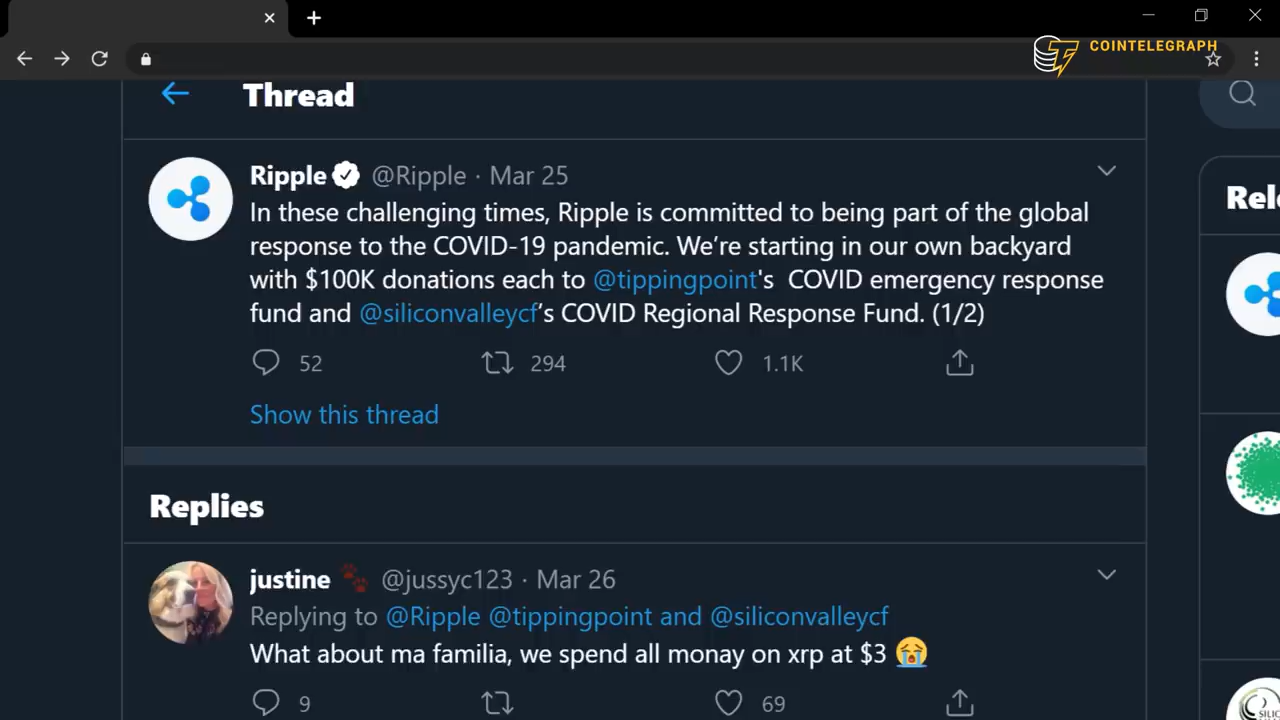 COINTELEGRAPH
Thread
Ripple @Ripple · Mar 25
In these challenging times, Ripple is committed to being part of the global
response to the COVID-19 pandemic. We’re starting in our own backyard
with $100K donations each to @tippingpoint's COVID emergency response
fund and @siliconvalleycf’s COVID Regional Response Fund. (1/2)
52 294 1.1K
Show this thread
Replies
justine @jussyc123 · Mar 26
Replying to @Ripple @tippingpoint and @siliconvalleycf
What about ma familia, we spend all monay on xrp at $3 😭
9 69